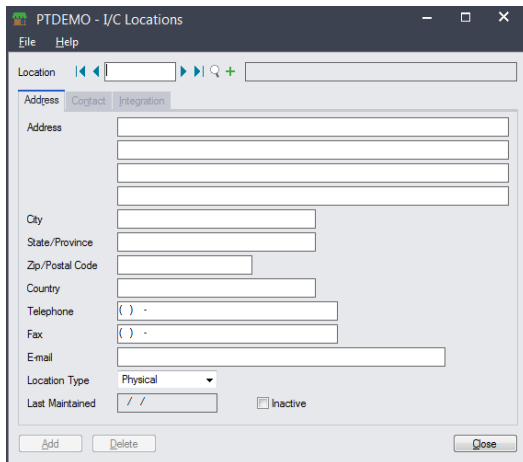 PTDEMO - I/C Locations
File Help
Location
Address Contact Integration
Address
City
State/Province
Zip/Postal Code
Country
Telephone ( ) -
Fax ( ) -
E-mail
Location Type Physical
Last Maintained / / Inactive
Add Delete Close